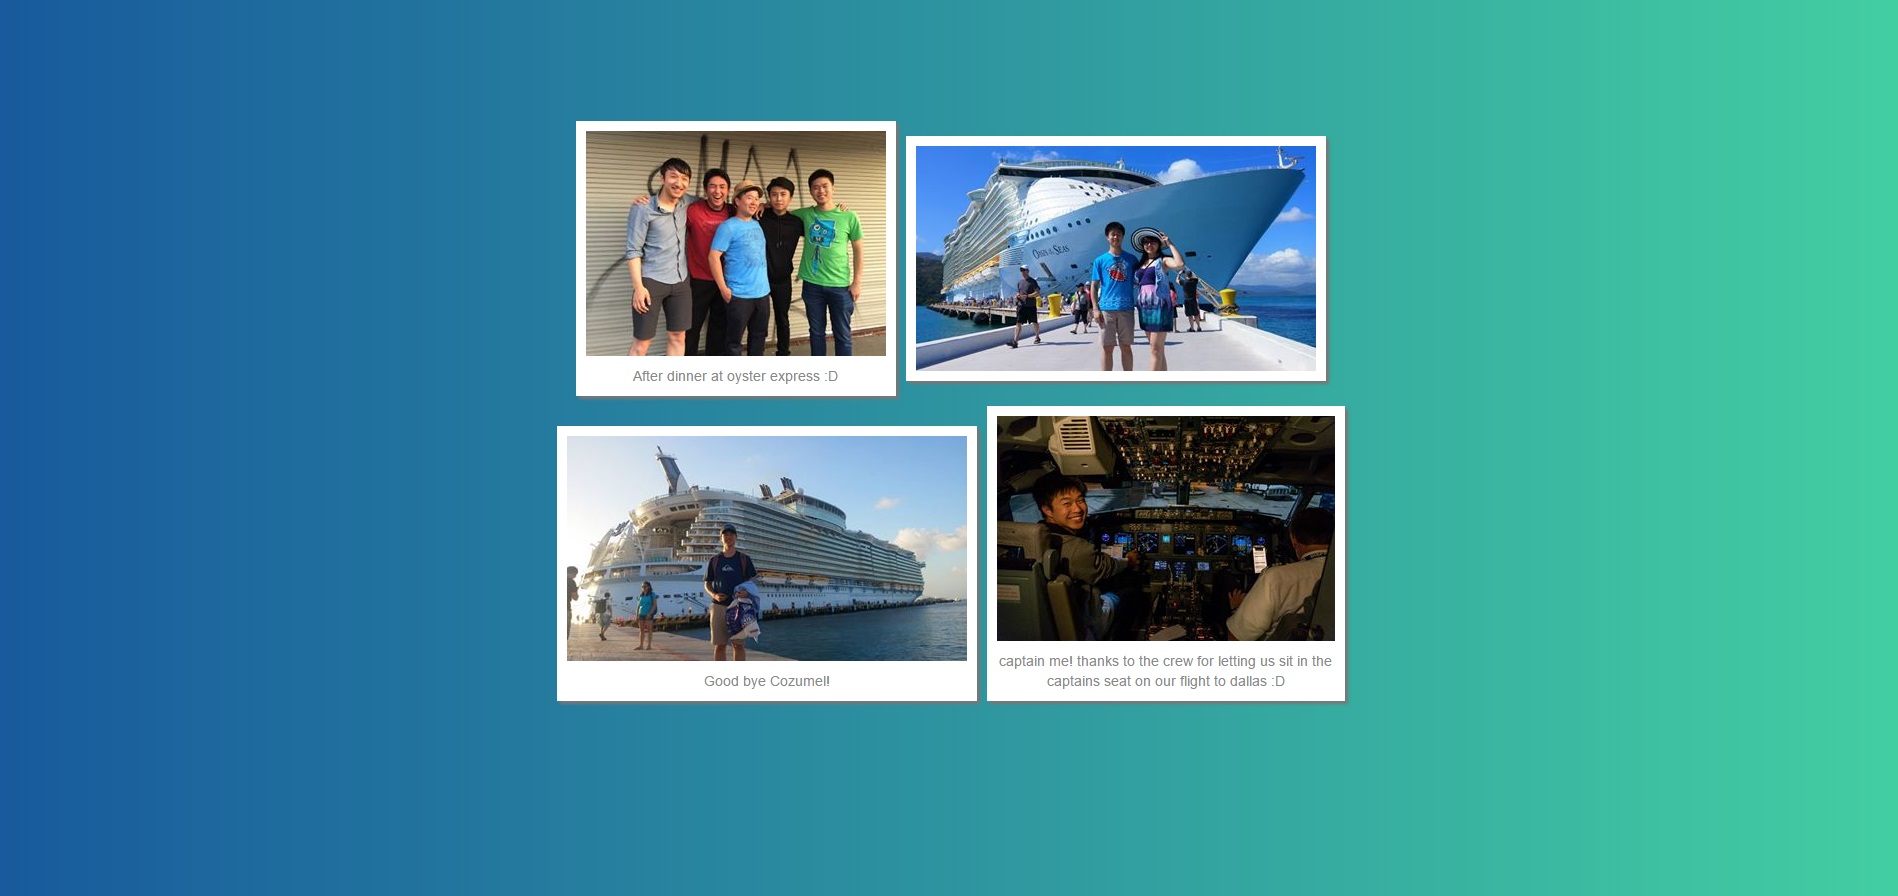 After dinner at oyster express :D
Oasis of the Seas
Good bye Cozumel!
captain me! thanks to the crew for letting us sit in the
captains seat on our flight to dallas :D